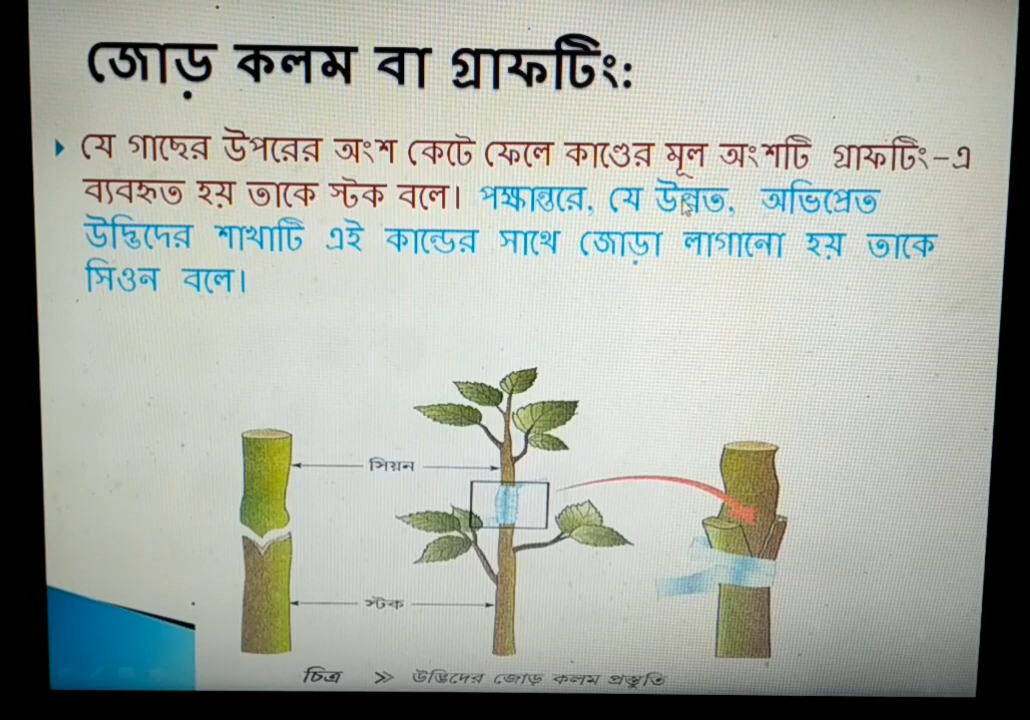 জোড় কলম বা গ্রাফটিং:
যে গাছের উপরের অংশ কেটে ফেলে কাণ্ডের মূল অংশটি গ্রাফটিং-এ
ব্যবহৃত হয় তাকে স্টক বলে। পক্ষান্তরে, যে উন্নত, অভিপ্রেত
উদ্ভিদের শাখাটি এই কান্ডের সাথে জোড়া লাগানো হয় তাকে
সিওন বলে।
সিয়ন
স্টক
চিত্র >> উদ্ভিদের জোড় কলম প্রস্তুতি